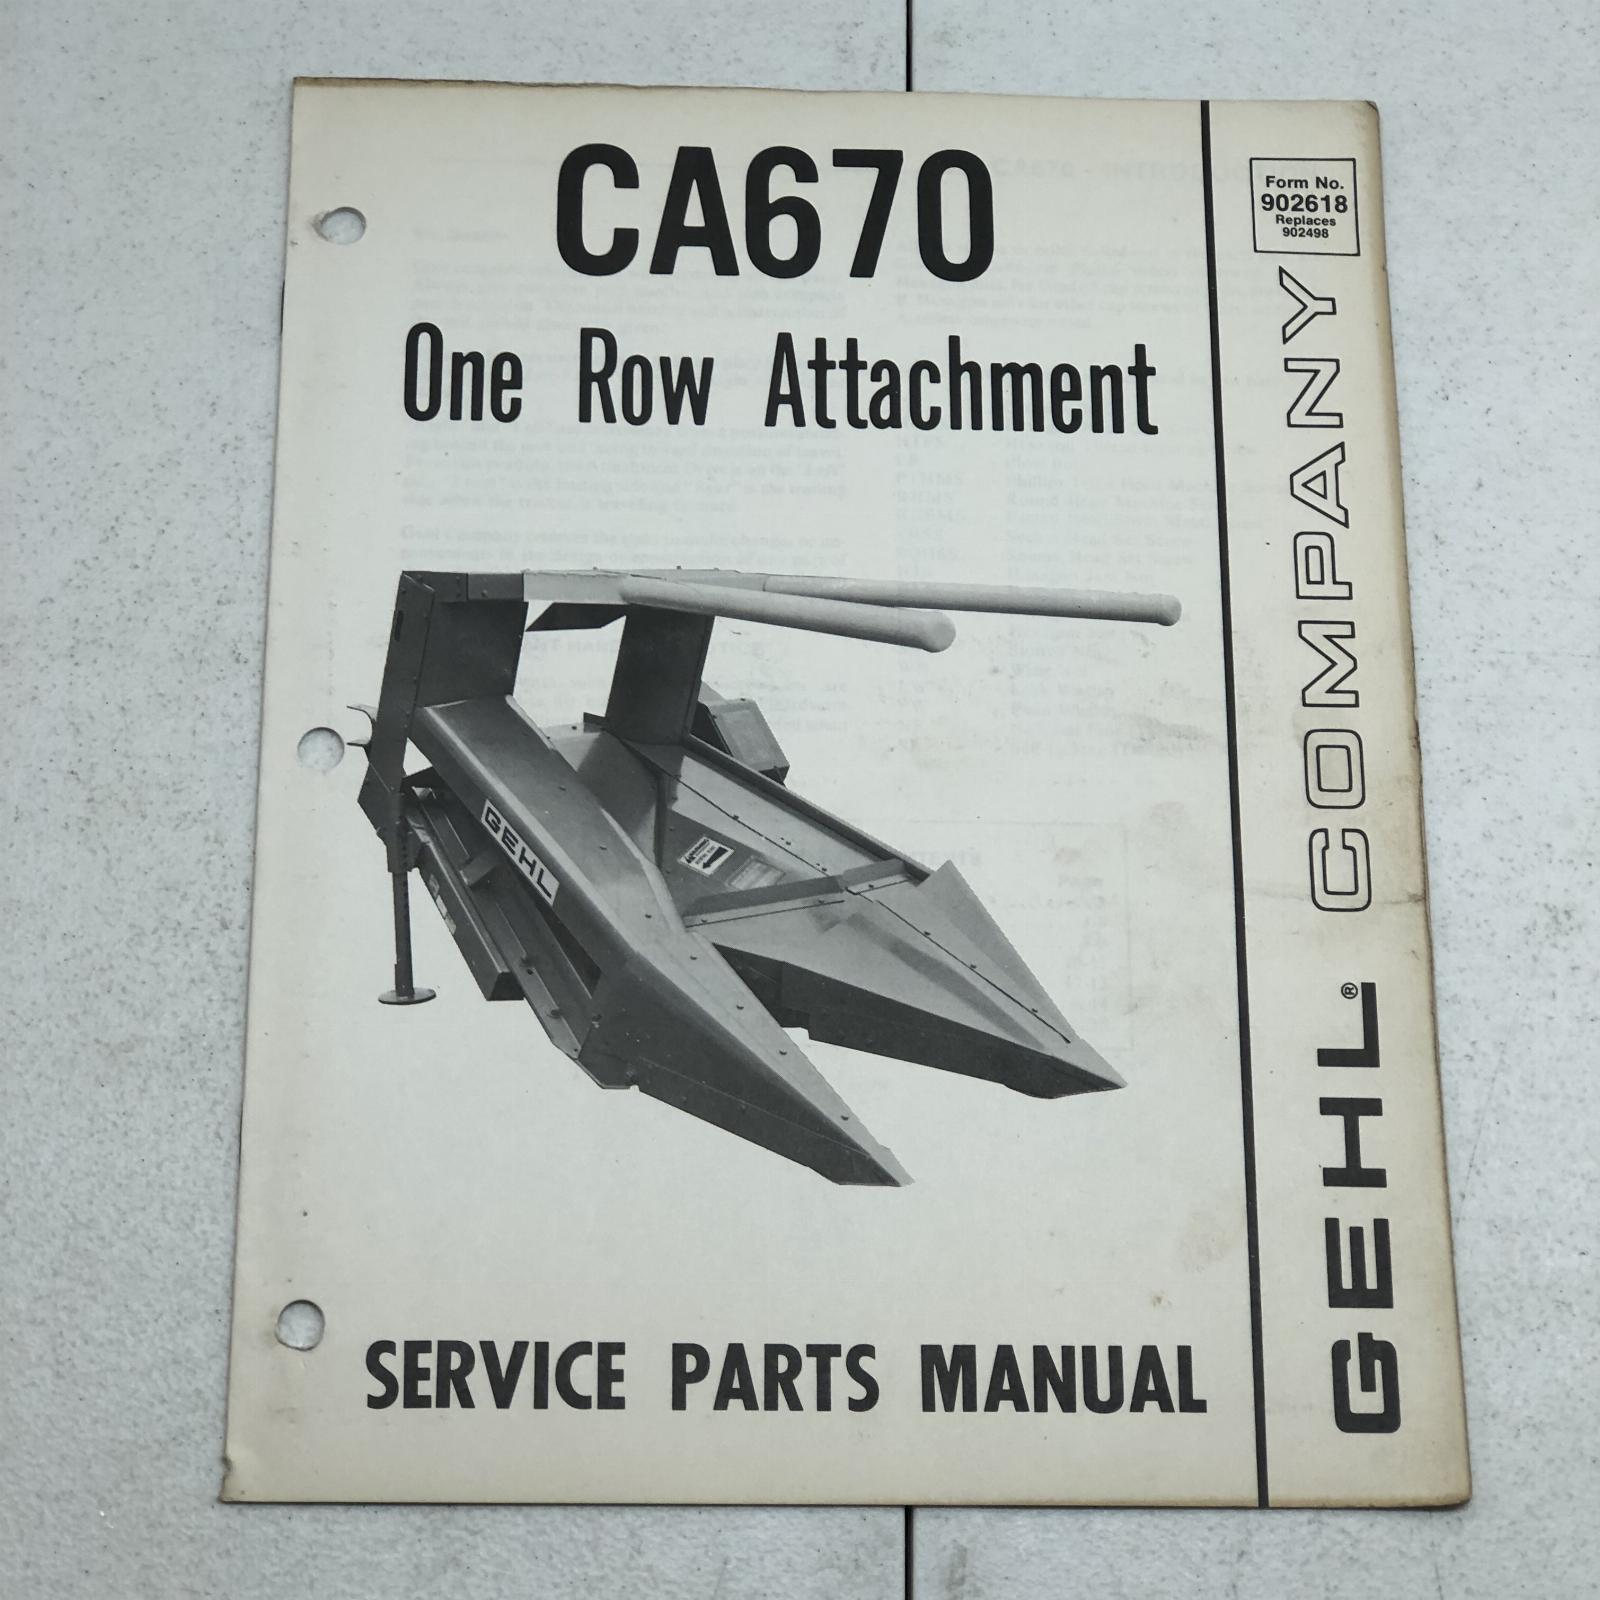 CA670
One Row Attachment
Form No.
902618
Replaces
902498
GEHL
SERVICE PARTS MANUAL
GEHL® COMPANY